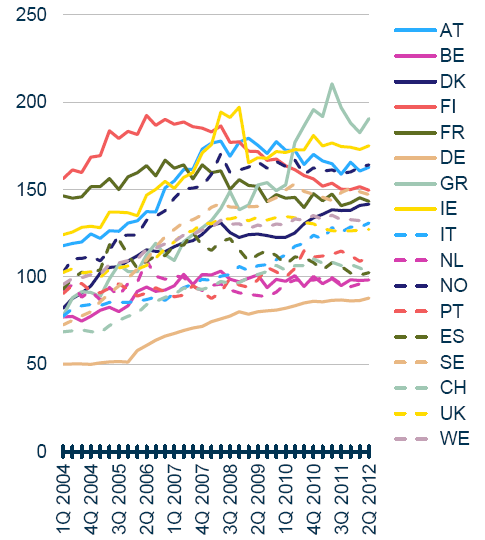 250
200
150
100
50
0
1Q 2004
4Q 2004
3Q 2005
2Q 2006
1Q 2007
4Q 2007
3Q 2008
2Q 2009
1Q 2010
4Q 2010
3Q 2011
2Q 2012
AT
BE
DK
FI
FR
DE
GR
IE
IT
NL
NO
PT
ES
SE
CH
UK
WE